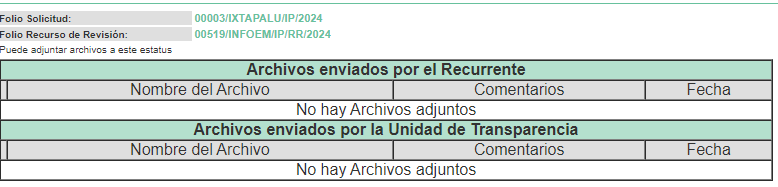 Folio Solicitud: 00003/IXTAPALU/IP/2024
Folio Recurso de Revisión: 00519/INFOEM/IP/RR/2024
Puede adjuntar archivos a este estatus
Archivos enviados por el Recurrente
Nombre del Archivo Comentarios Fecha
No hay Archivos adjuntos
Archivos enviados por la Unidad de Transparencia
Nombre del Archivo Comentarios Fecha
No hay Archivos adjuntos